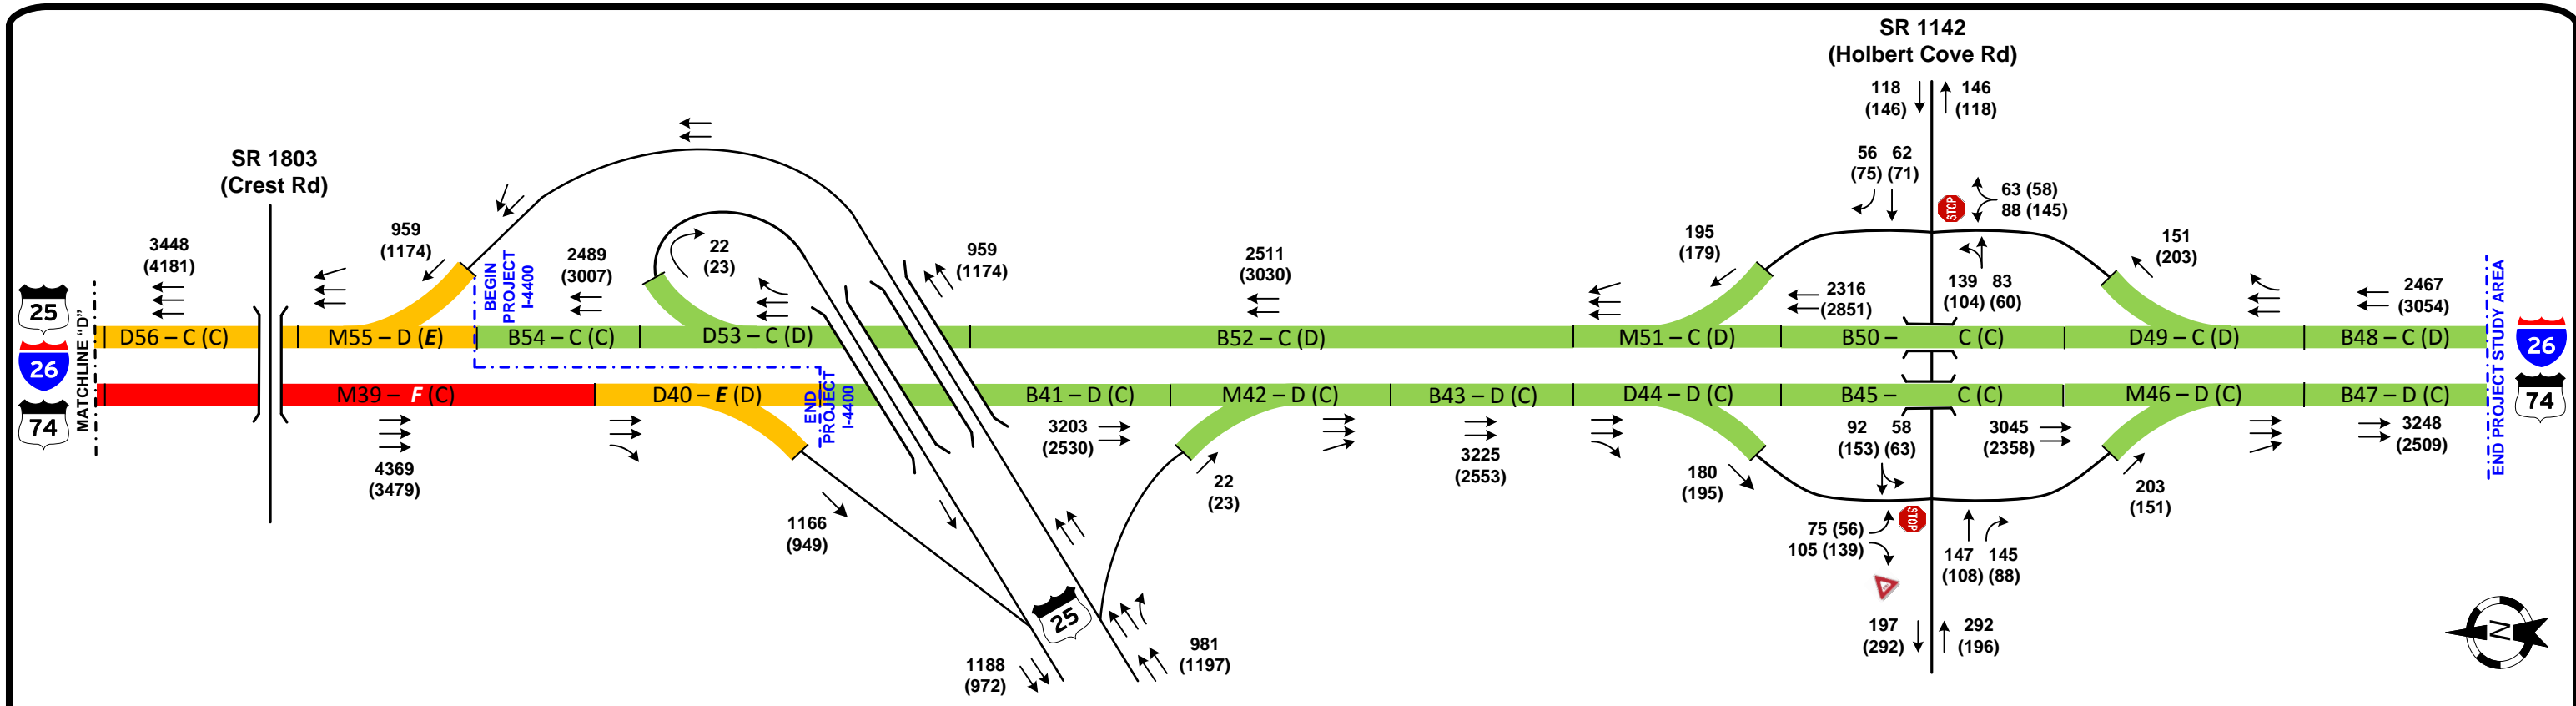 SR 1142
(Holbert Cove Rd)
118
(146)
146
(118)
SR 1803
(Crest Rd)
56 62
(75) (71)
63 (58)
88 (145)
STOP
3448
(4181)
959
(1174)
BEGIN
PROJECT
I-4400
2489
(3007)
22
(23)
959
(1174)
2511
(3030)
195
(179)
2316
(2851)
139 83
(104) (60)
151
(203)
2467
(3054)
25
26
74
MATCHLINE "D"
D56 – C (C)
M55 – D (E)
B54 – C (C)
D53 – C (D)
B52 – C (D)
M51 – C (D)
B50 – C (C)
D49 – C (D)
B48 – C (D)
END PROJECT STUDY AREA
26
74
M39 – F (C)
D40 – E (D)
END
PROJECT
I-4400
B41 – D (C)
M42 – D (C)
B43 – D (C)
D44 – D (C)
B45 – C (C)
M46 – D (C)
B47 – D (C)
4369
(3479)
1166
(949)
3203
(2530)
22
(23)
3225
(2553)
180
(195)
92 58
(153) (63)
3045
(2358)
203
(151)
3248
(2509)
STOP
75 (56)
105 (139)
147 145
(108) (88)
25
1188
(972)
981
(1197)
197
(292)
292
(196)
N